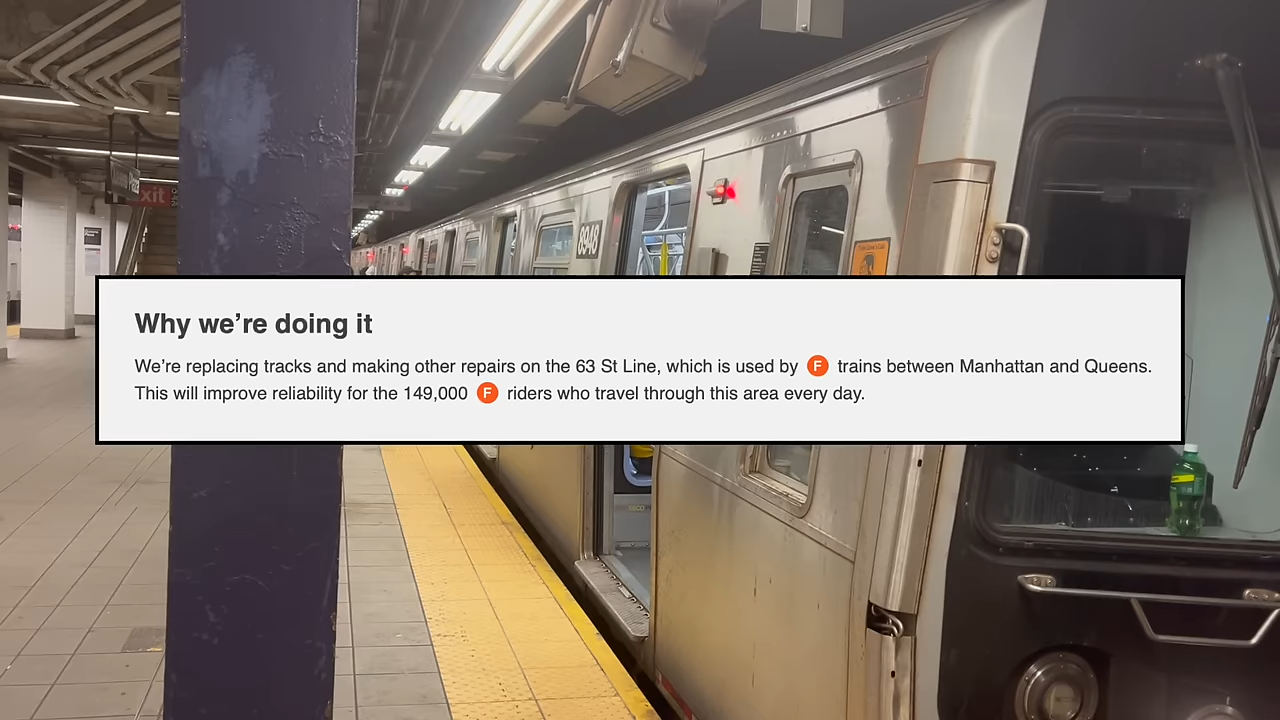 xit
8948
Why we're doing it
We're replacing tracks and making other repairs on the 63 St Line, which is used by F trains between Manhattan and Queens.
This will improve reliability for the 149,000 F riders who travel through this area every day.